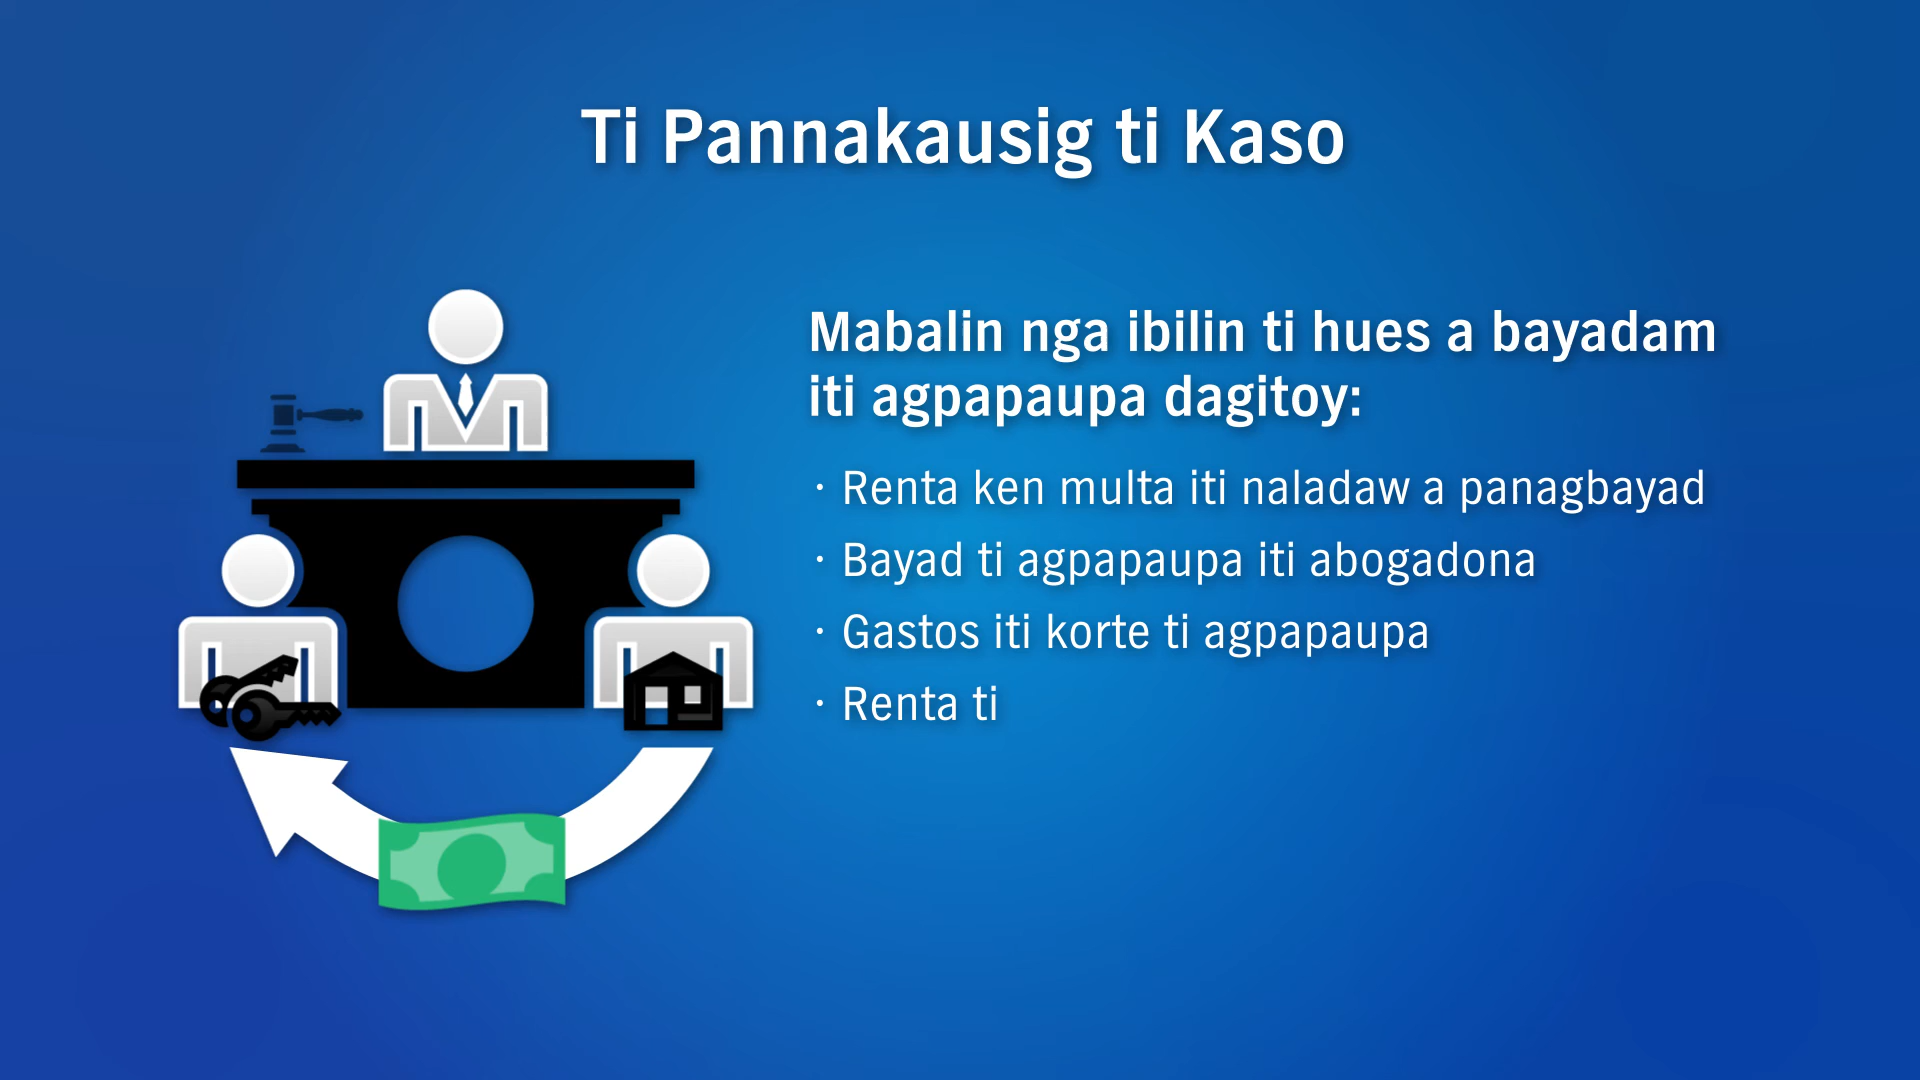 Ti Pannakausig ti Kaso
Mabalin nga ibilin ti hues a bayadam
iti agpapaupa dagitoy:
· Renta ken multa iti naladaw a panagbayad
· Bayad ti agpapaupa iti abogadona
· Gastos iti korte ti agpapaupa
· Renta ti